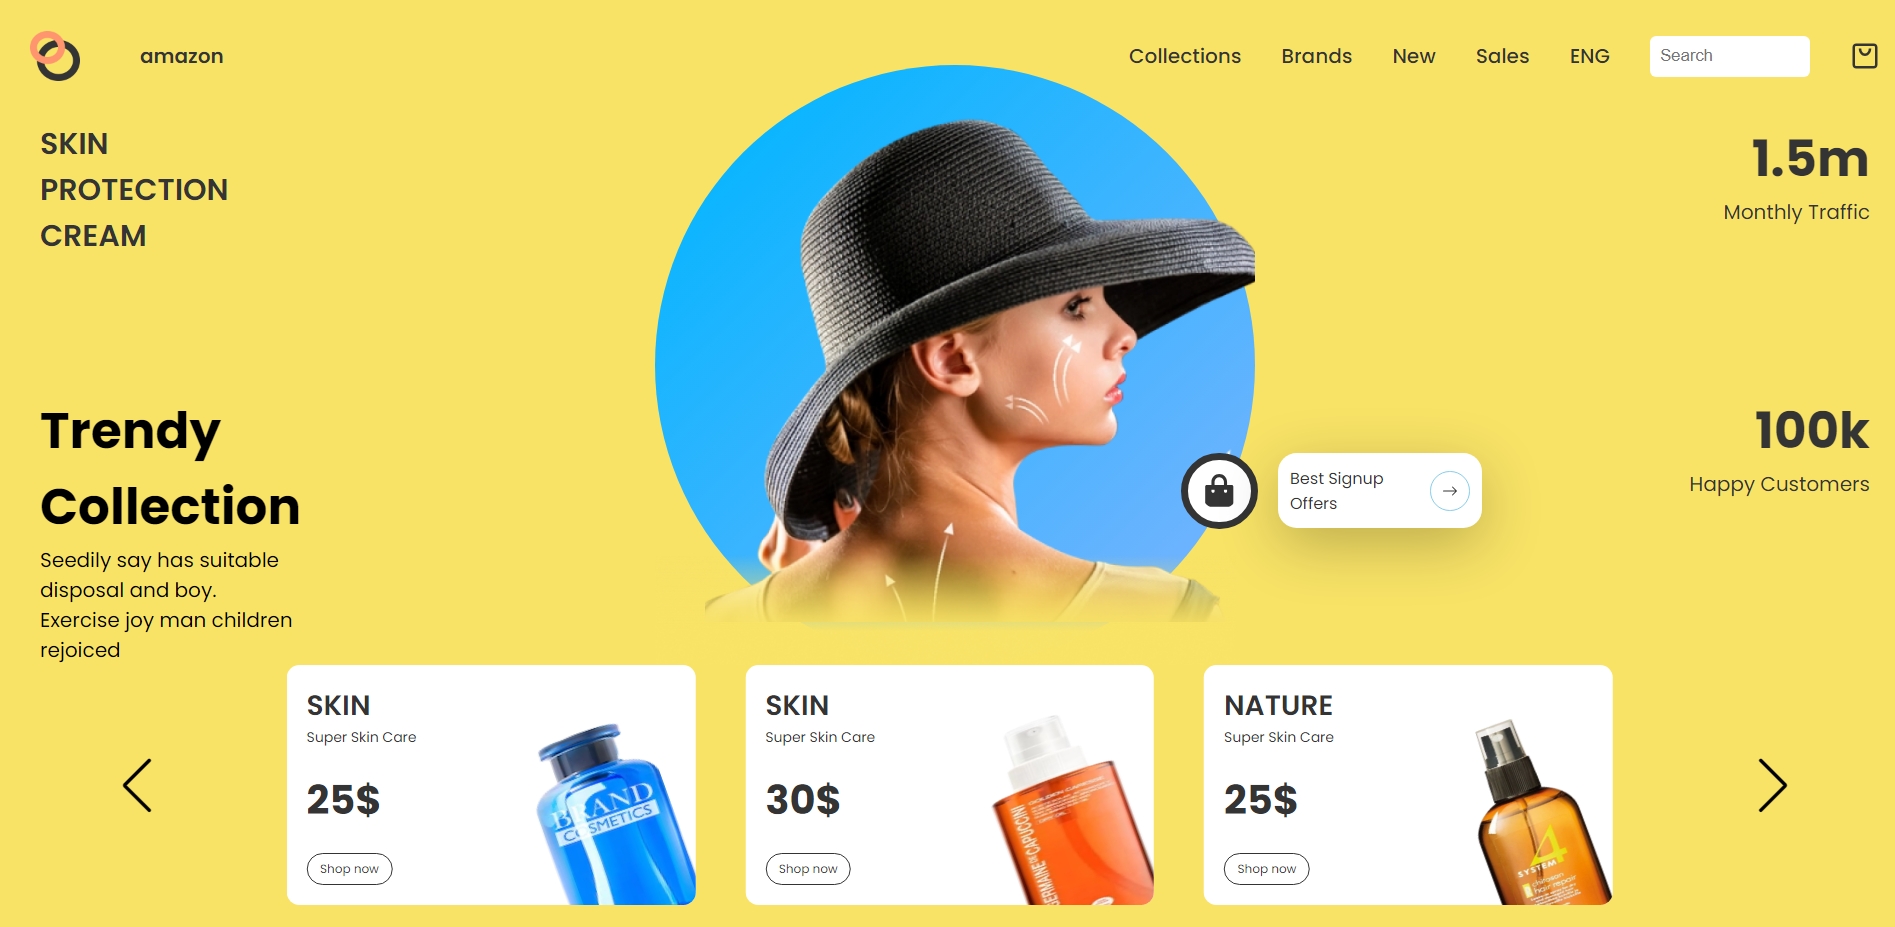 amazon
Collections
Brands
New
Sales
ENG
Search
SKIN
PROTECTION
CREAM
1.5m
Monthly Traffic
Trendy
Collection
Seedily say has suitable
disposal and boy.
Exercise joy man children
rejoiced
100k
Happy Customers
Best Signup
Offers
SKIN
Super Skin Care
25$
Shop now
BRAND
COSMETICS
SKIN
Super Skin Care
30$
Shop now
GERMAINE DE CAPUCCINI
NATURE
Super Skin Care
25$
Shop now
4
SYSTEM
chitosan
hair repair